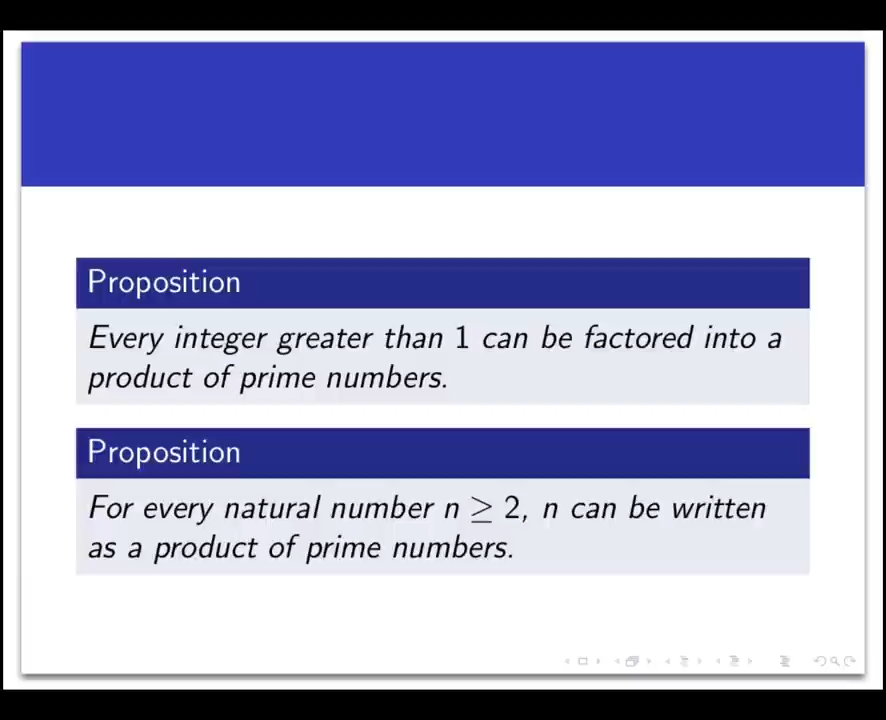 Proposition
Every integer greater than 1 can be factored into a
product of prime numbers.
Proposition
For every natural number n ≥ 2, n can be written
as a product of prime numbers.